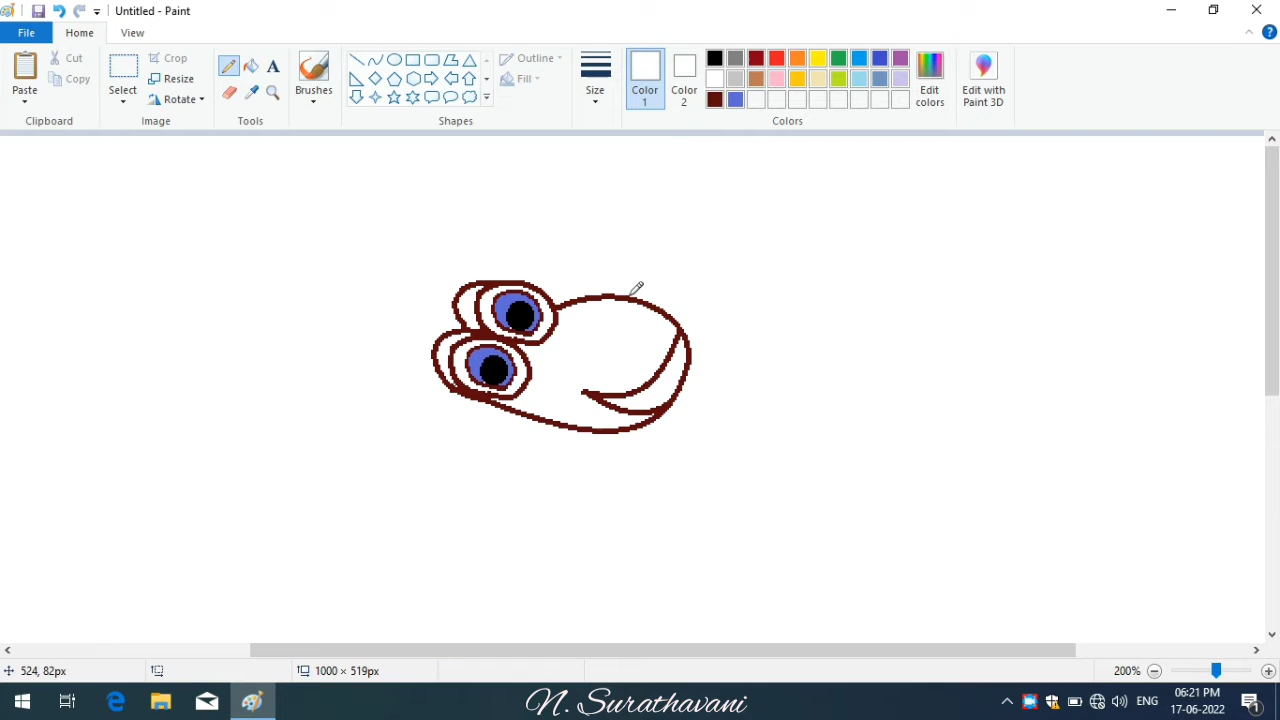 Untitled - Paint
File Home View
Paste
Cut
Copy
Clipboard
Select
Crop
Resize
Rotate
Image
Tools
Brushes
Outline
Fill
Shapes
Size
Color 1
Color 2
Colors
Edit colors
Edit with Paint 3D
524, 82px
1000 × 519px
200%
N. Surathavani
ENG
06:21 PM
17-06-2022
1